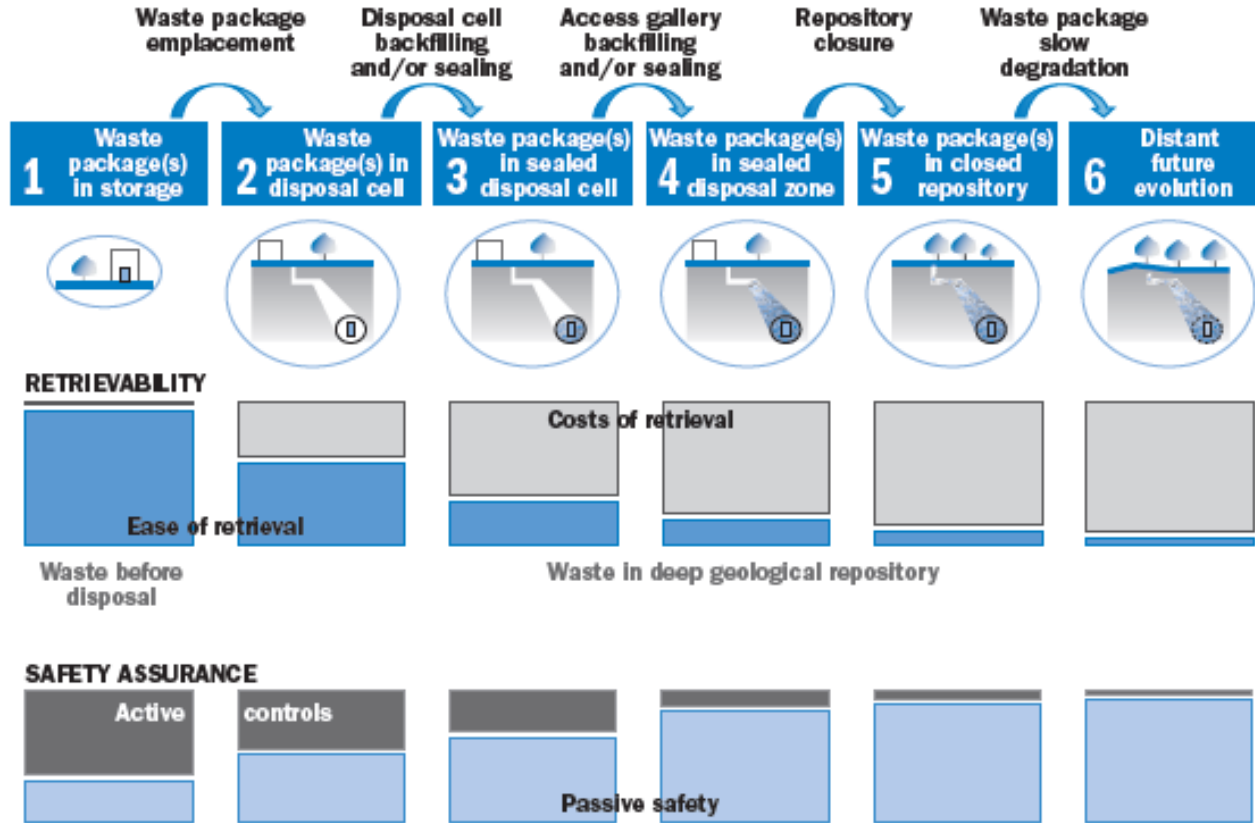 Waste package
emplacement
Disposal cell
backfilling
and/or sealing
Access gallery
backfilling
and/or sealing
Repository
closure
Waste package
slow
degradation
1
Waste
package(s)
in storage
2
Waste
package(s) in
disposal cell
3
Waste package(s)
in sealed
disposal cell
4
Waste package(s)
in sealed
disposal zone
5
Waste package(s)
in closed
repository
6
Distant
future
evolution
RETRIEVABILITY
Costs of retrieval
Ease of retrieval
Waste before
disposal
Waste in deep geological repository
SAFETY ASSURANCE
Active controls
Passive safety